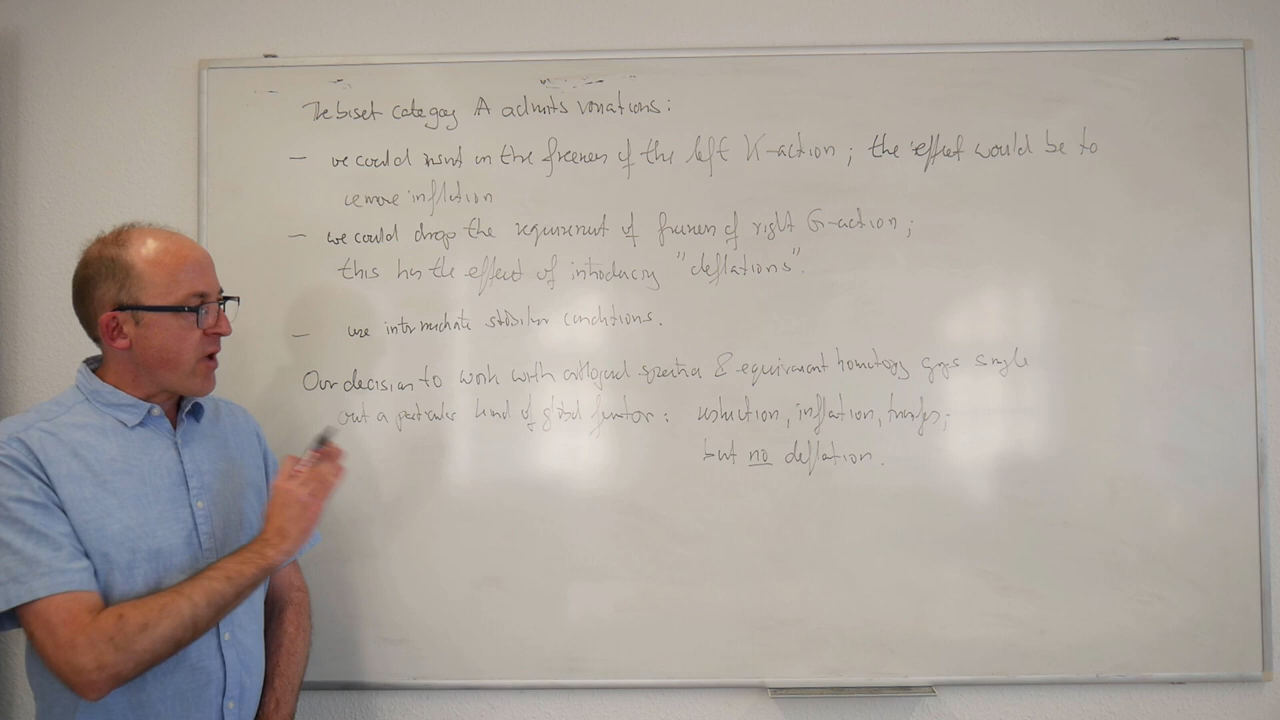 The biset category A admits variations:
– we could insist on the freeness of the left K-action; the effect would be to
remove inflation
– we could drop the requirement of freeness of right G-action;
this has the effect of introducing "deflations".
– use intermediate stabilizer conditions.
Our decision to work with orthogonal spectra & equivariant homotopy groups single
out a particular kind of global functor: restriction, inflation, transfers;
but no deflation.